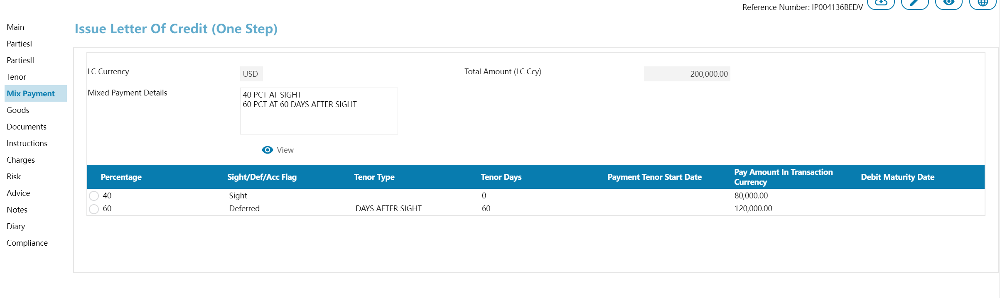 Reference Number: IP004136BEDV
Main
PartiesI
PartiesII
Tenor
Mix Payment
Goods
Documents
Instructions
Charges
Risk
Advice
Notes
Diary
Compliance
Issue Letter Of Credit (One Step)
LC Currency USD Total Amount (LC Ccy) 200,000.00
Mixed Payment Details
40 PCT AT SIGHT
60 PCT AT 60 DAYS AFTER SIGHT
View
Percentage Sight/Def/Acc Flag Tenor Type Tenor Days Payment Tenor Start Date Pay Amount In Transaction Currency Debit Maturity Date
40 Sight 0 80,000.00
60 Deferred DAYS AFTER SIGHT 60 120,000.00